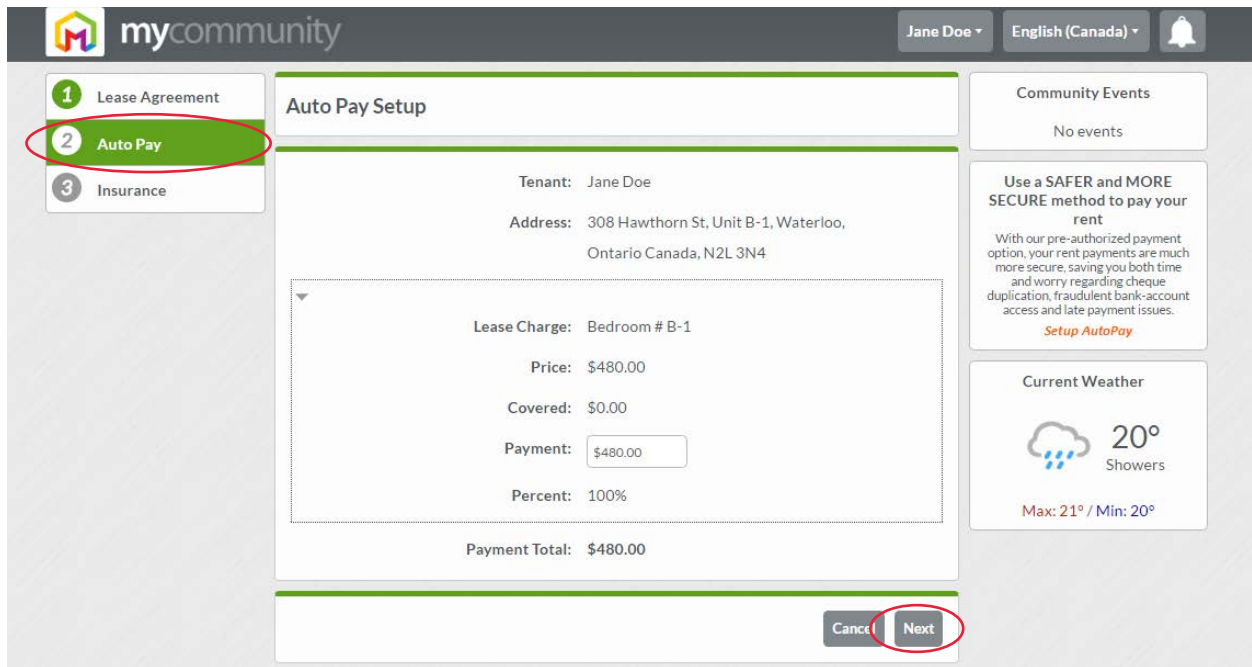 mycommunity
Jane Doe
English (Canada)
1 Lease Agreement
2 Auto Pay
3 Insurance
Auto Pay Setup
Tenant: Jane Doe
Address: 308 Hawthorn St, Unit B-1, Waterloo,
Ontario Canada, N2L 3N4
Lease Charge: Bedroom # B-1
Price: $480.00
Covered: $0.00
Payment: $480.00
Percent: 100%
Payment Total: $480.00
Cancel
Next
Community Events
No events
Use a SAFER and MORE
SECURE method to pay your
rent
With our pre-authorized payment
option, your rent payments are much
more secure, saving you both time
and worry regarding cheque
duplication, fraudulent bank-account
access and late payment issues.
Setup AutoPay
Current Weather
20°
Showers
Max: 21° / Min: 20°